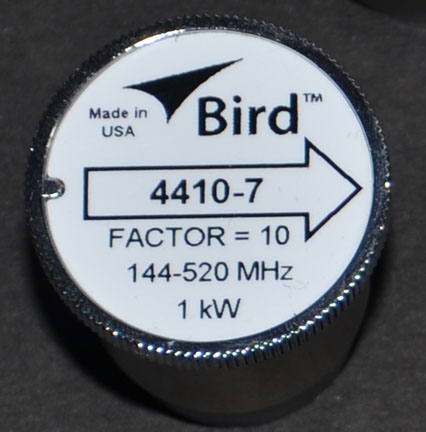 Made in
USA
Bird™
4410-7
FACTOR = 10
144-520 MHz
1 kW